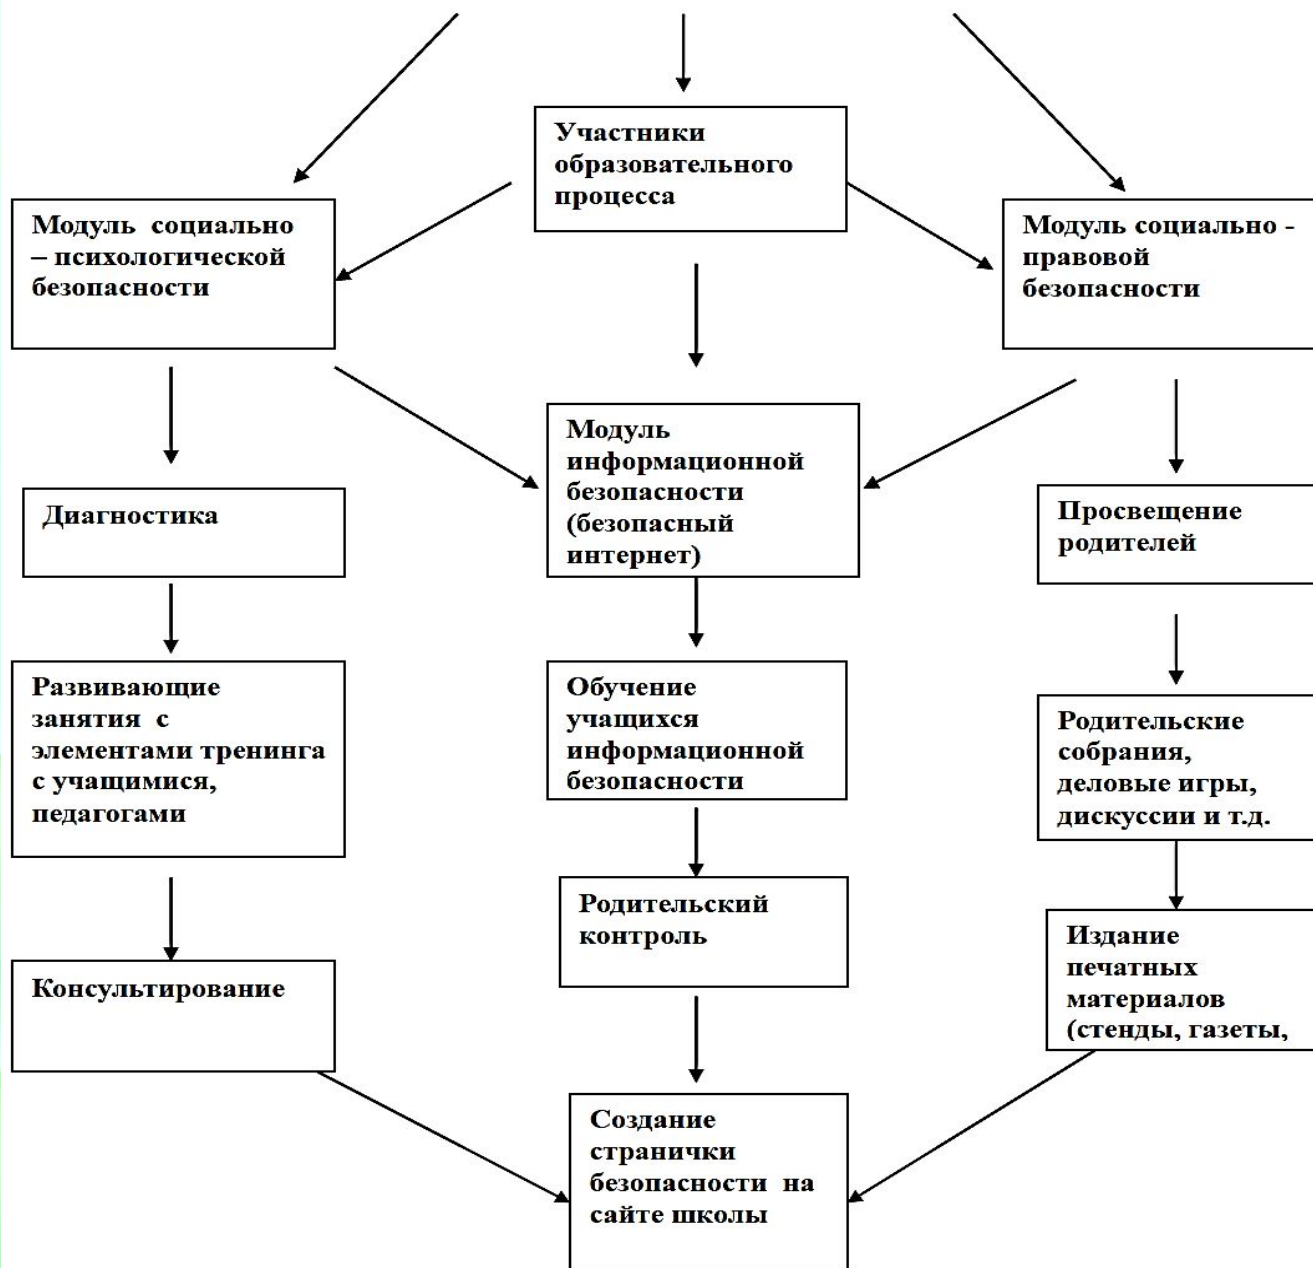 Участники
образовательного
процесса
Модуль социально
– психологической
безопасности
Модуль социально -
правовой
безопасности
Модуль
информационной
безопасности
(безопасный
интернет)
Диагностика
Просвещение
родителей
Развивающие
занятия с
элементами тренинга
с учащимися,
педагогами
Обучение
учащихся
информационной
безопасности
Родительские
собрания,
деловые игры,
дискуссии и т.д.
Родительский
контроль
Издание
печатных
материалов
(стенды, газеты,
Консультирование
Создание
странички
безопасности на
сайте школы